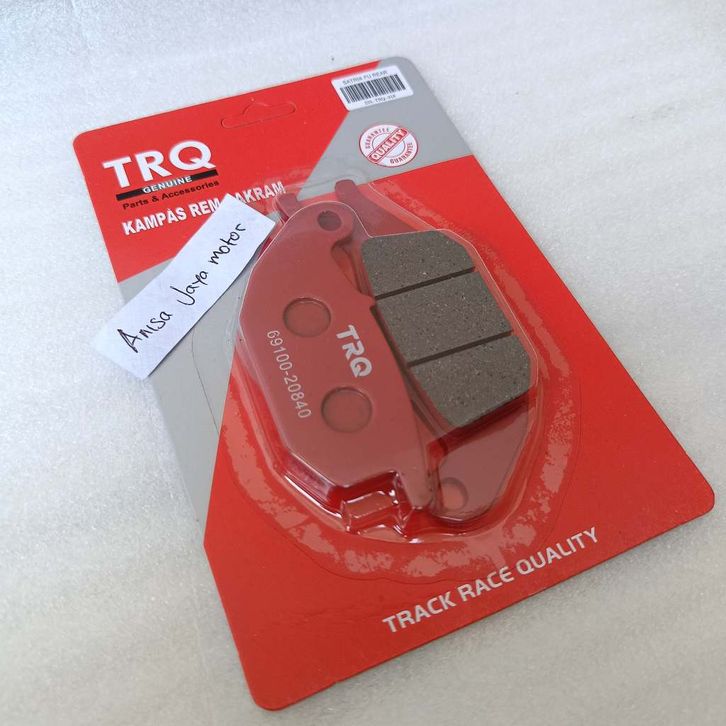 SATRIA FU REAR
TRQ
GENUINE
Parts & Accessories
KAMPAS REM CAKRAM
GUARANTEE
QUALITY
GUARANTEE
Anisa Jaya motor
TRQ
69100-20840
TRACK RACE QUALITY